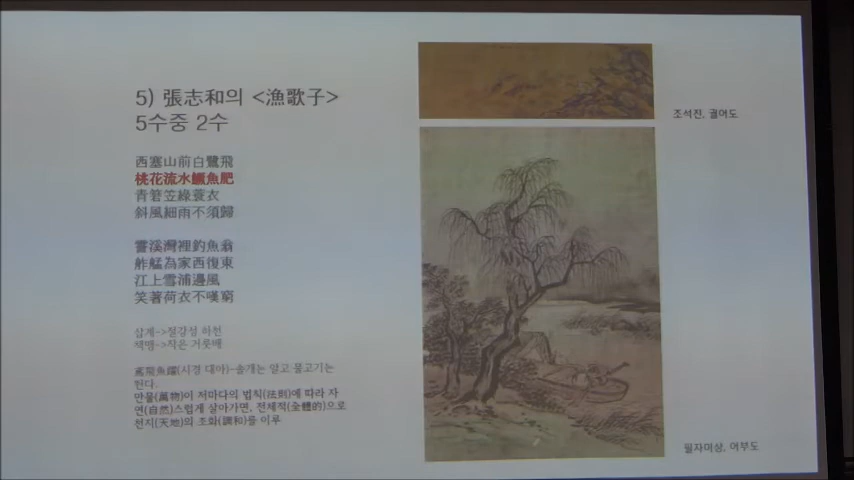 5) 張志和의 <漁歌子>
5수중 2수
西塞山前白鷺飛
桃花流水鱖魚肥
青箬笠綠蓑衣
斜風細雨不須歸
霅溪灣裡釣魚翁
舴艋為家西復東
江上雪浦邊風
笑著荷衣不嘆窮
삽계->절강성 하천
책맹->작은 거룻배
鳶飛魚躍(시경 대아)-솔개는 날고 물고기는
뛴다.
만물(萬物)이 저마다의 법칙(法則)에 따라 자
연(自然)스럽게 살아가면, 전체적(全體的)으로
천지(天地)의 조화(調和)를 이루
조석진, 궐어도
필자미상, 어부도